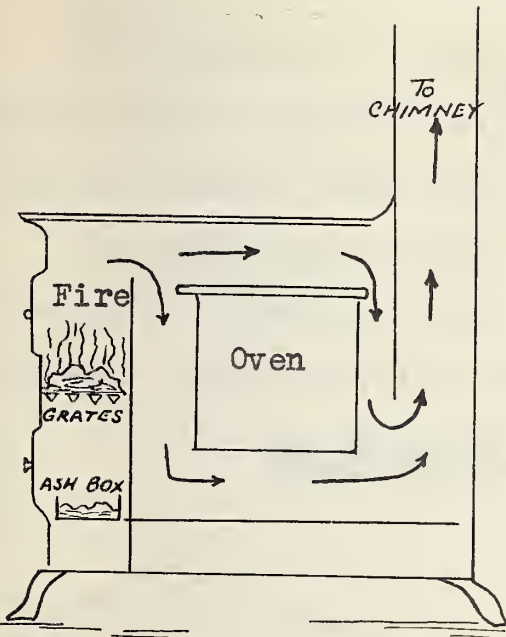 To
CHIMNEY
Fire
Oven
GRATES
ASH BOX